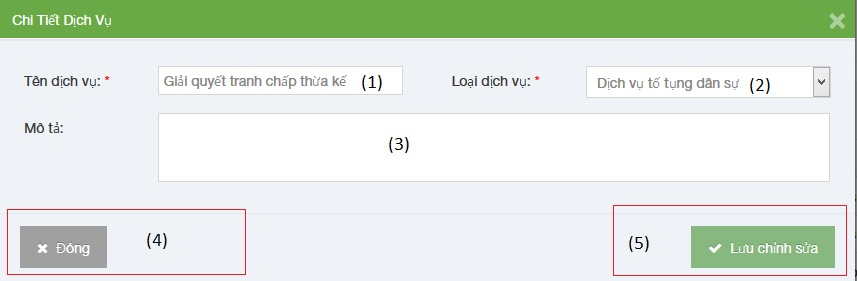 Chi Tiết Dịch Vụ
Tên dịch vụ: * Giải quyết tranh chấp thừa kế (1) Loại dịch vụ: * Dịch vụ tố tụng dân sự (2)
Mô tả:
(3)
Đóng (4) (5) Lưu chỉnh sửa